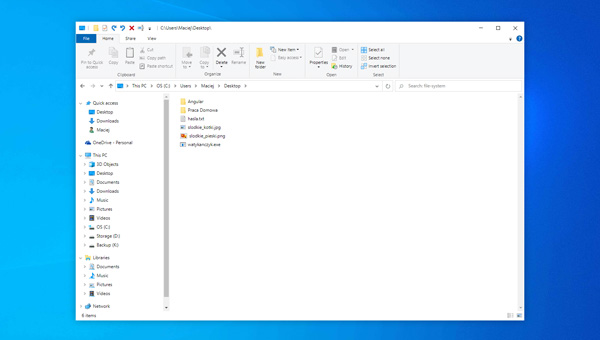 C:\Users\Maciej\Desktop\
File Home Share View
Pin to Quick access
Copy
Paste
Cut
Copy path
Paste shortcut
Clipboard
Move to
Copy to
Delete
Rename
Organize
New folder
New item
Easy access
New
Properties
Open
Edit
History
Open
Select all
Select none
Invert selection
Select
This PC > OS (C:) > Users > Maciej > Desktop >
Search: file-system
Quick access
Desktop
Downloads
Maciej
OneDrive - Personal
This PC
3D Objects
Desktop
Documents
Downloads
Music
Pictures
Videos
OS (C:)
Storage (D:)
Backup (K:)
Libraries
Documents
Music
Pictures
Videos
Network
Angular
Praca Domowa
hasla.txt
slodkie_kotki.jpg
slodkie_pieski.png
watykanczyk.exe
6 items